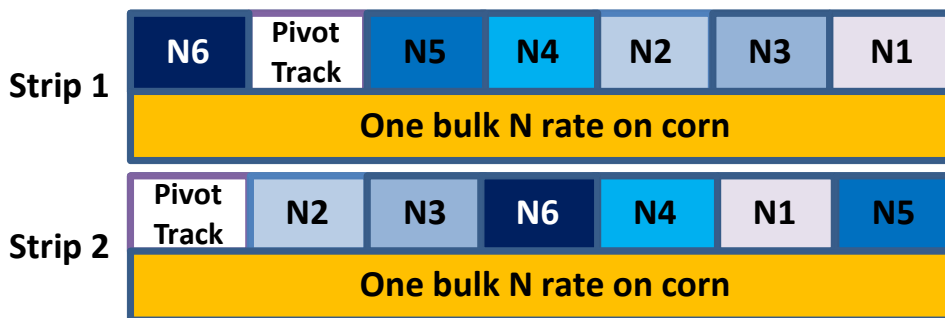 N6 Pivot Track N5 N4 N2 N3 N1
Strip 1
One bulk N rate on corn
Pivot Track N2 N3 N6 N4 N1 N5
Strip 2
One bulk N rate on corn